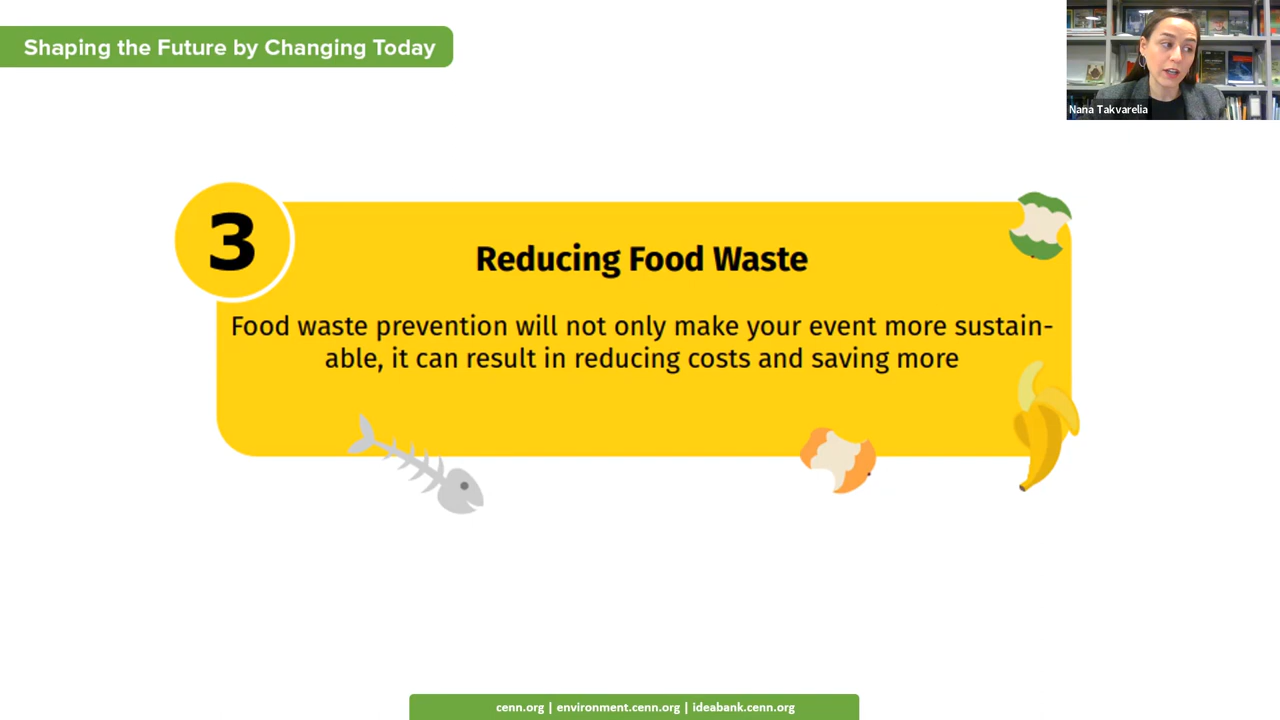 Shaping the Future by Changing Today
Nana Takvarelia
3
Reducing Food Waste
Food waste prevention will not only make your event more sustain-
able, it can result in reducing costs and saving more
cenn.org | environment.cenn.org | ideabank.cenn.org